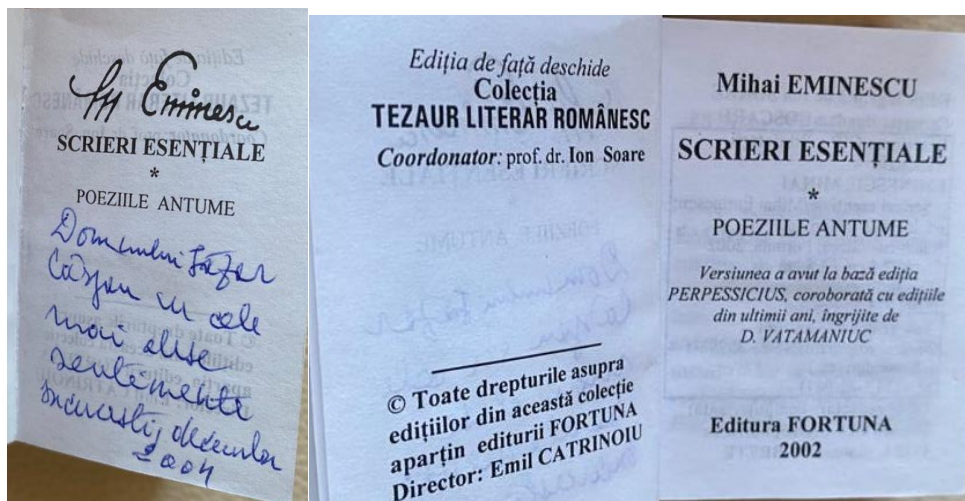 M Eminescu
SCRIERI ESENȚIALE
*
POEZIILE ANTUME
Domnului Lazăr
cu cele
mai alese
sentimente
decembrie
2004
Ediția de față deschide
Colecția
TEZAUR LITERAR ROMÂNESC
Coordonator: prof. dr. Ion Soare
© Toate drepturile asupra
edițiilor din această colecție
aparțin editurii FORTUNA
Director: Emil CATRINOIU
Mihai EMINESCU
SCRIERI ESENȚIALE
*
POEZIILE ANTUME
Versiunea a avut la bază ediția
PERPESSICIUS, coroborată cu edițiile
din ultimii ani, îngrijite de
D. VATAMANIUC
Editura FORTUNA
2002